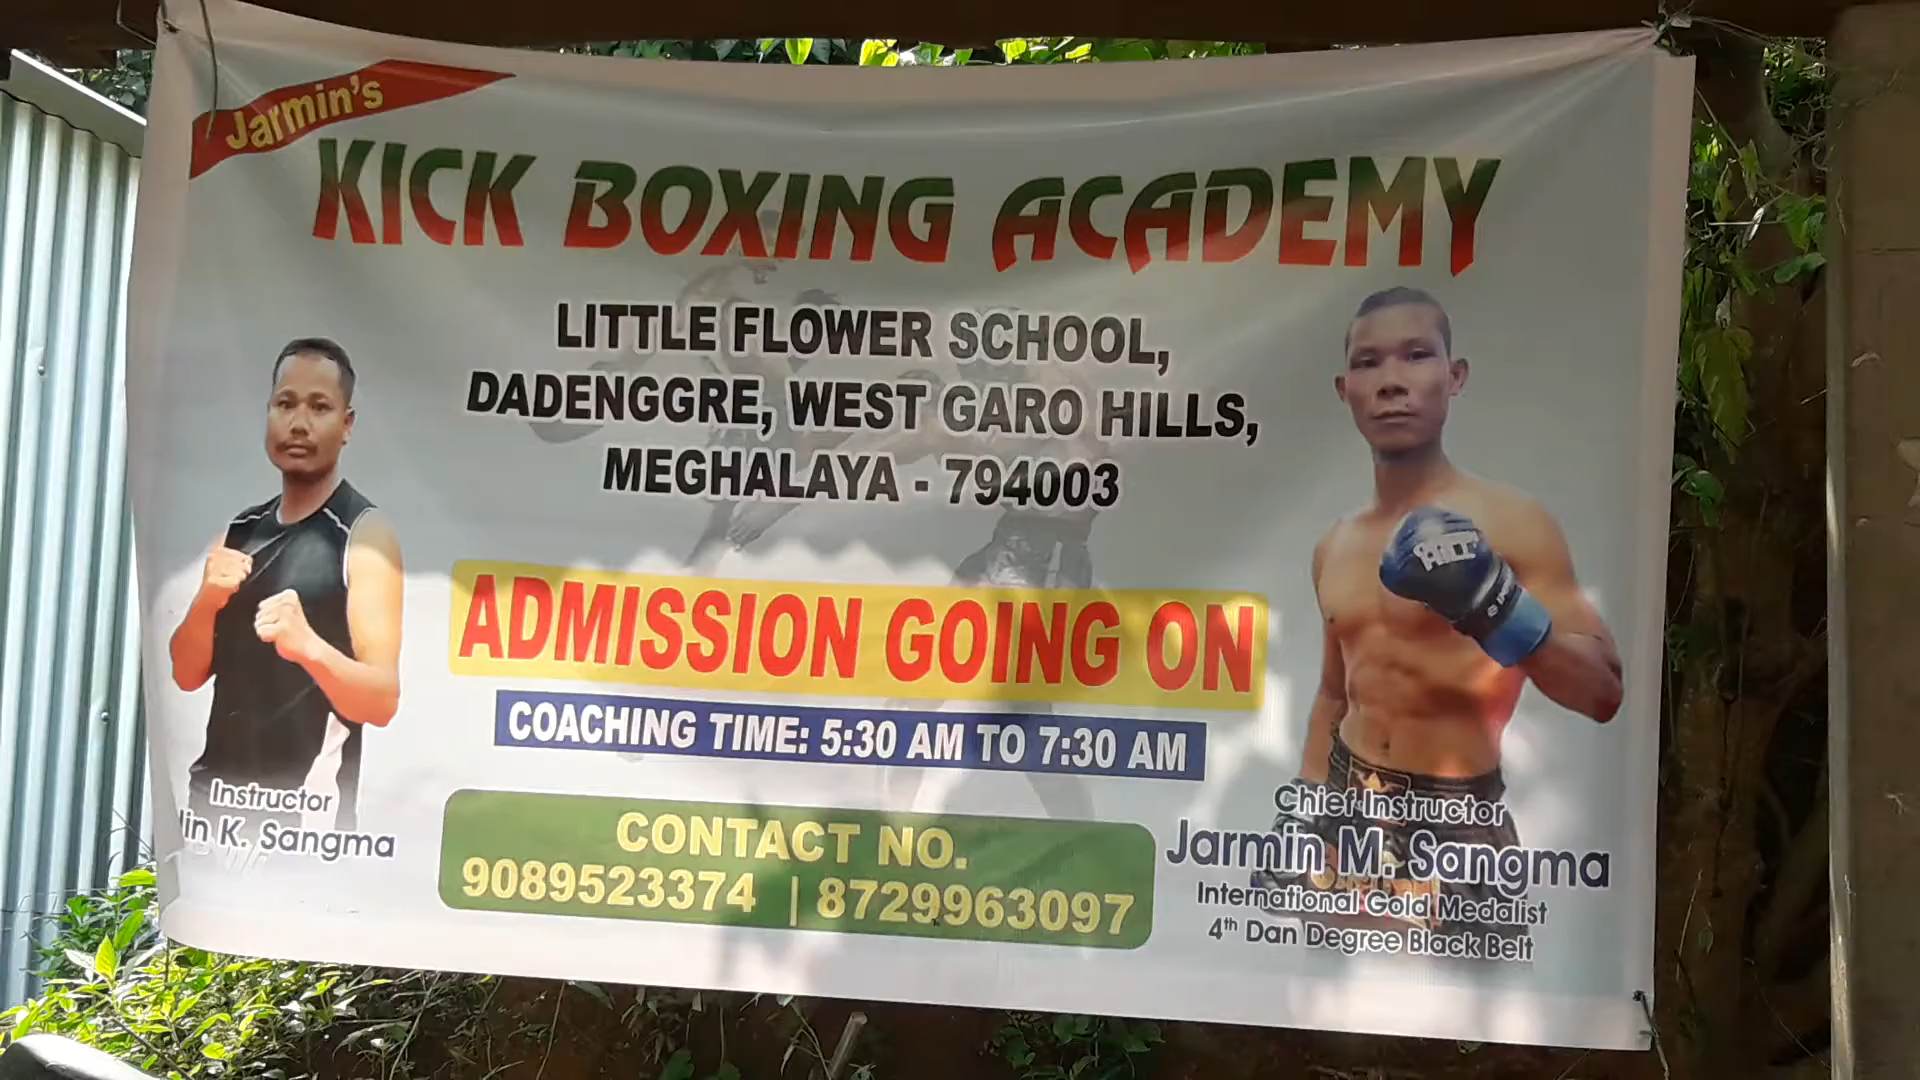 Jarmin's
KICK BOXING ACADEMY
LITTLE FLOWER SCHOOL,
DADENGGRE, WEST GARO HILLS,
MEGHALAYA - 794003
ADMISSION GOING ON
COACHING TIME: 5:30 AM TO 7:30 AM
CONTACT NO.
9089523374 | 8729963097
Instructor
K. Sangma
Chief Instructor
Jarmin M. Sangma
International Gold Medalist
4th Dan Degree Black Belt